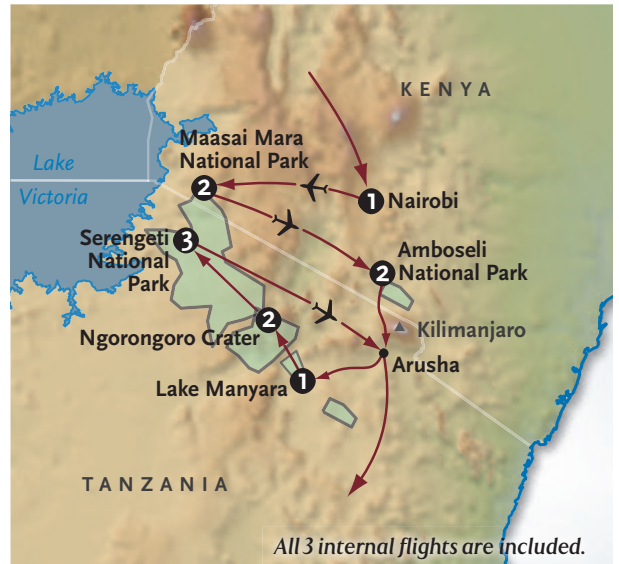 KENYA
Maasai Mara
National Park
2
Lake
Victoria
1
Nairobi
Serengeti
National
Park
3
Amboseli
National Park
2
Ngorongoro Crater
2
Kilimanjaro
Arusha
Lake Manyara
1
TANZANIA
All 3 internal flights are included.